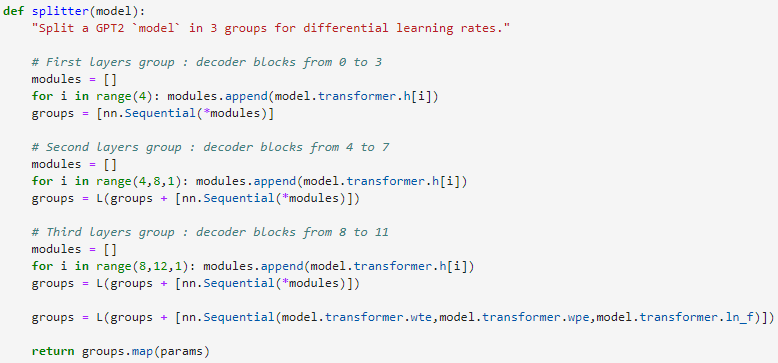 def splitter(model):
    "Split a GPT2 `model` in 3 groups for differential learning rates."

    # First layers group : decoder blocks from 0 to 3
    modules = []
    for i in range(4): modules.append(model.transformer.h[i])
    groups = [nn.Sequential(*modules)]

    # Second layers group : decoder blocks from 4 to 7
    modules = []
    for i in range(4,8,1): modules.append(model.transformer.h[i])
    groups = L(groups + [nn.Sequential(*modules)])

    # Third layers group : decoder blocks from 8 to 11
    modules = []
    for i in range(8,12,1): modules.append(model.transformer.h[i])
    groups = L(groups + [nn.Sequential(*modules)])

    groups = L(groups + [nn.Sequential(model.transformer.wte,model.transformer.wpe,model.transformer.ln_f)])

    return groups.map(params)